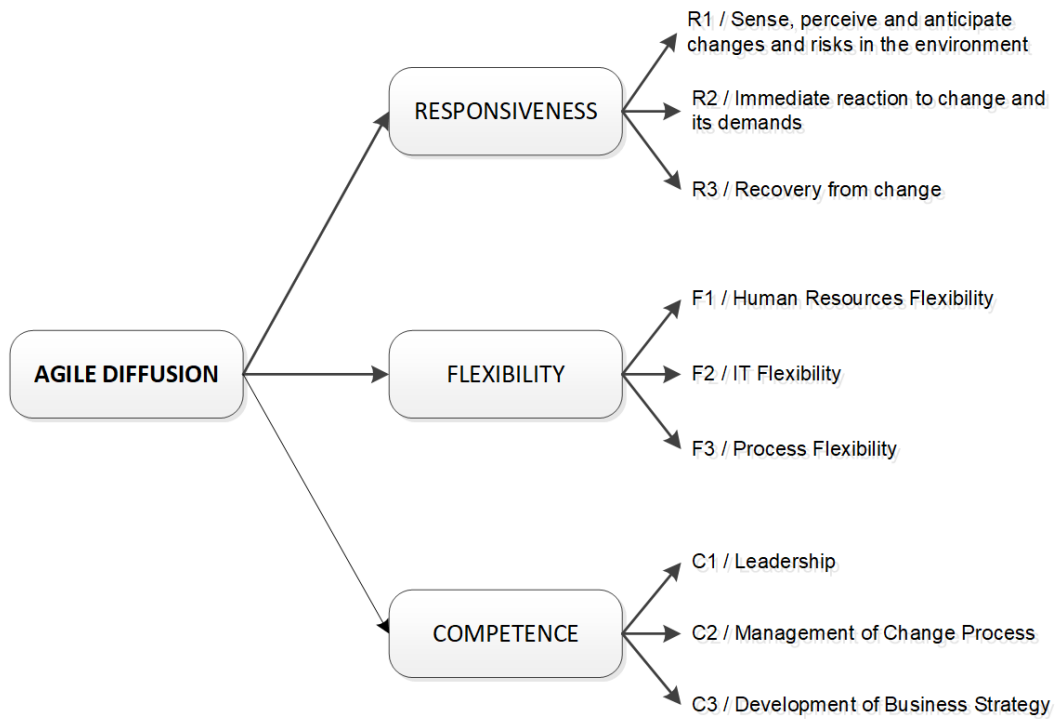 R1 / Sense, perceive and anticipate
changes and risks in the environment
RESPONSIVENESS
R2 / Immediate reaction to change and
its demands
R3 / Recovery from change
F1 / Human Resources Flexibility
AGILE DIFFUSION
FLEXIBILITY
F2 / IT Flexibility
F3 / Process Flexibility
C1 / Leadership
COMPETENCE
C2 / Management of Change Process
C3 / Development of Business Strategy